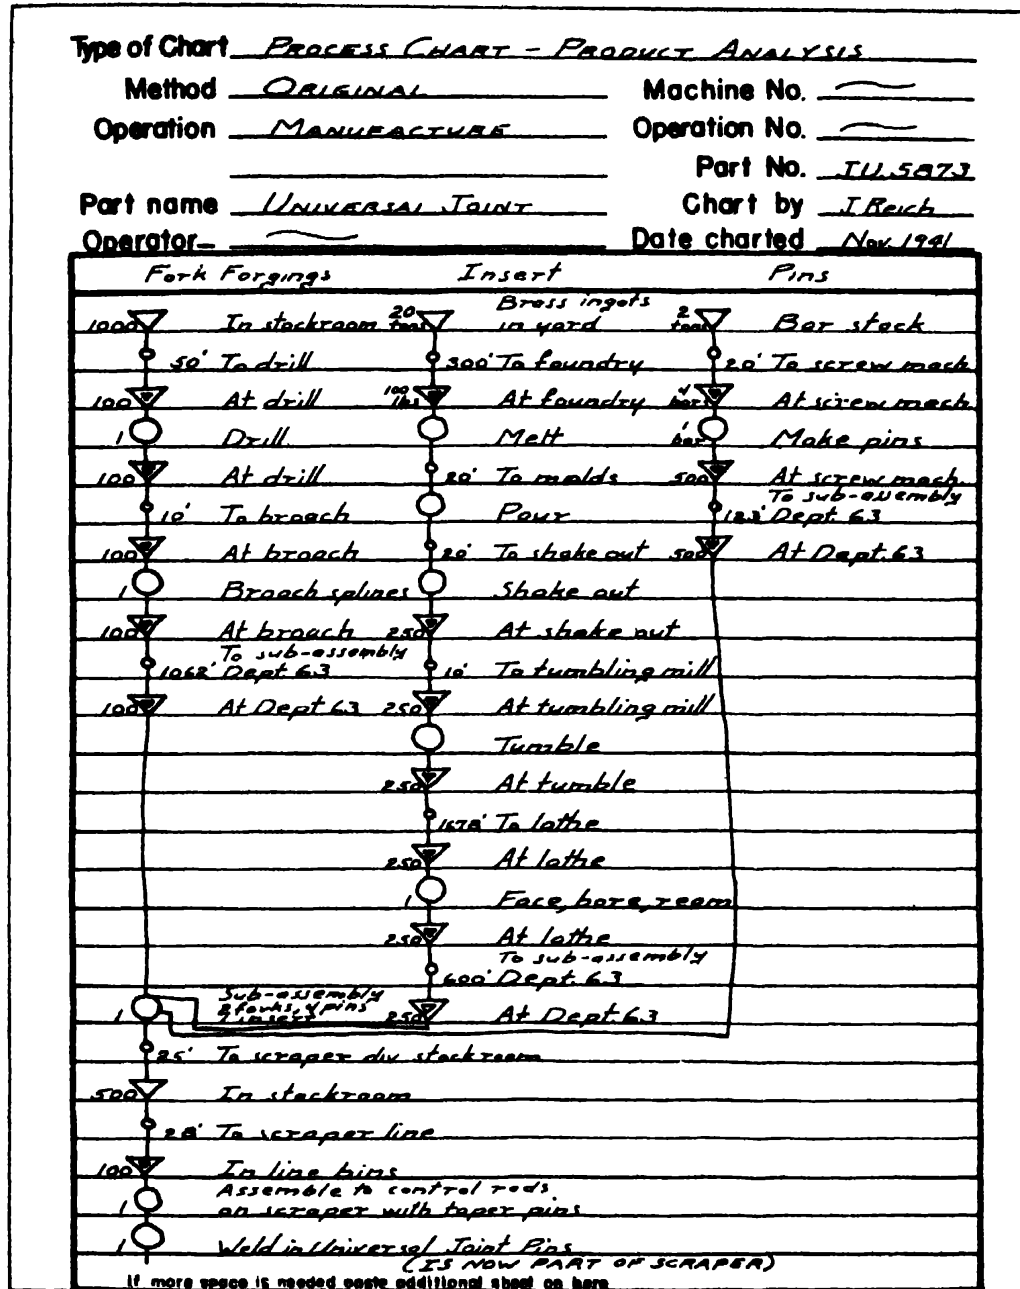 Type of Chart PROCESS CHART - PRODUCT ANALYSIS
Method ORIGINAL Machine No.
Operation MANUFACTURE Operation No.
Part No. IU.5873
Part name UNIVERSAL JOINT Chart by J Reich
Operator Date charted Nov. 1941
Fork Forgings Insert Pins
Brass ingots
1000 In stockroom 20 tons in yard 2 tons Bar stock
50' To drill 300' To foundry 20' To screw mach
100 At drill 100 lbs At foundry 4 bars At screw mach.
1 Drill Melt 1 bar Make pins
100 At drill 20' To molds 500 At screw mach.
To sub-assembly
10' To broach Pour 123' Dept. 63
100 At broach 20' To shake out 500 At Dept. 63
1 Broach splines Shake out
100 At broach 250 At shake out
To sub-assembly
1062' Dept 63 10' To tumbling mill
100 At Dept 63 250 At tumbling mill
Tumble
250 At tumble
1678' To lathe
250 At lathe
1 Face, bore, ream
250 At lathe
To sub-assembly
600' Dept. 63
Sub-assembly
2 forks, 4 pins
1 1 insert 250 At Dept 63
25' To scraper div stockroom
500 In stockroom
28' To scraper line
100 In line bins
Assemble to control rods
1 on scraper with taper pins
1 Weld in Universal Joint Pins
(IS NOW PART OF SCRAPER)
If more space is needed paste additional sheet on here